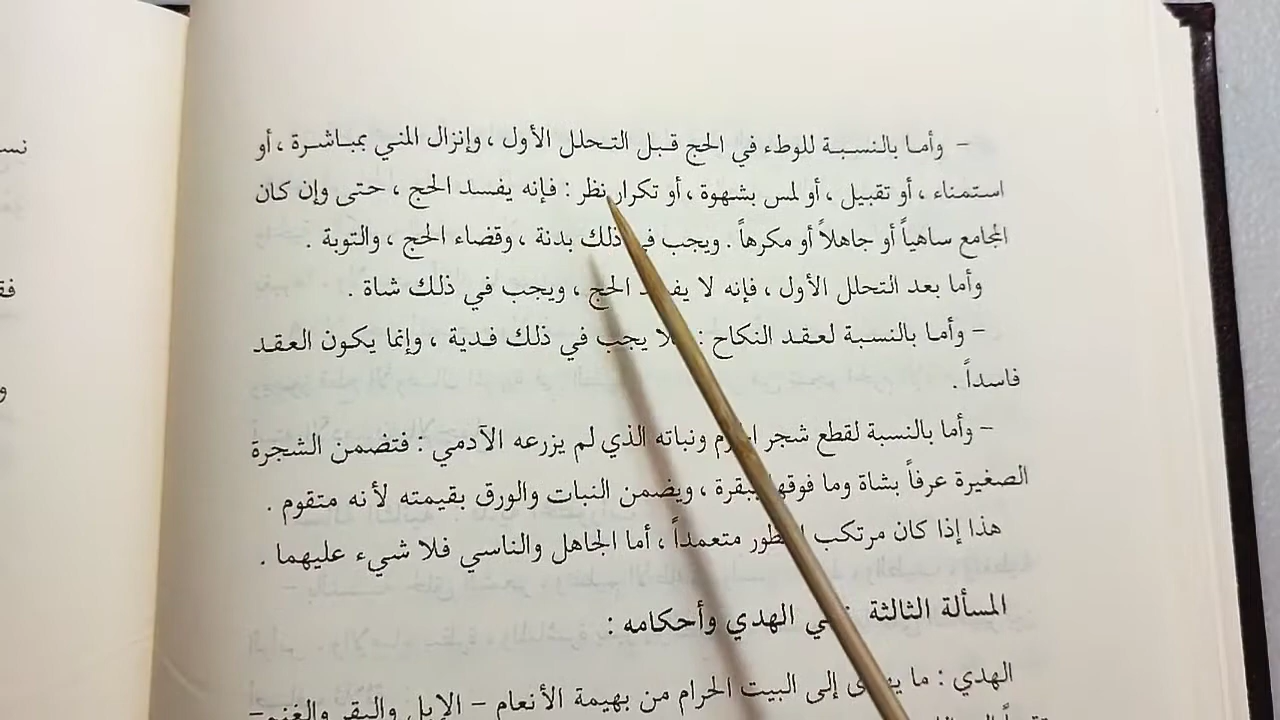 – وأما بالنسبة للوطء في الحج قبل التحلل الأول ، وإنزال المني بمباشرة ، أو
استمناء ، أو تقبيل ، أو لمس بشهوة ، أو تكرار نظر : فإنه يفسد الحج ، حتى وإن كان
المجامع ساهياً أو جاهلاً أو مكرهاً . ويجب في ذلك بدنة ، وقضاء الحج ، والتوبة .
وأما بعد التحلل الأول ، فإنه لا يفسد الحج ، ويجب في ذلك شاة .
– وأما بالنسبة لعقد النكاح : فلا يجب في ذلك فدية ، وإنما يكون العقد
فاسداً .
– وأما بالنسبة لقطع شجر الحرم ونباته الذي لم يزرعه الآدمي : فتضمن الشجرة
الصغيرة عرفاً بشاة وما فوقها ببقرة ، ويضمن النبات والورق بقيمته لأنه متقوم .
هذا إذا كان مرتكب المحظور متعمداً ، أما الجاهل والناسي فلا شيء عليهما .
المسألة الثالثة في الهدي وأحكامه :
الهدي : ما يهدى إلى البيت الحرام من بهيمة الأنعام – الإبل والبقر والغنم–